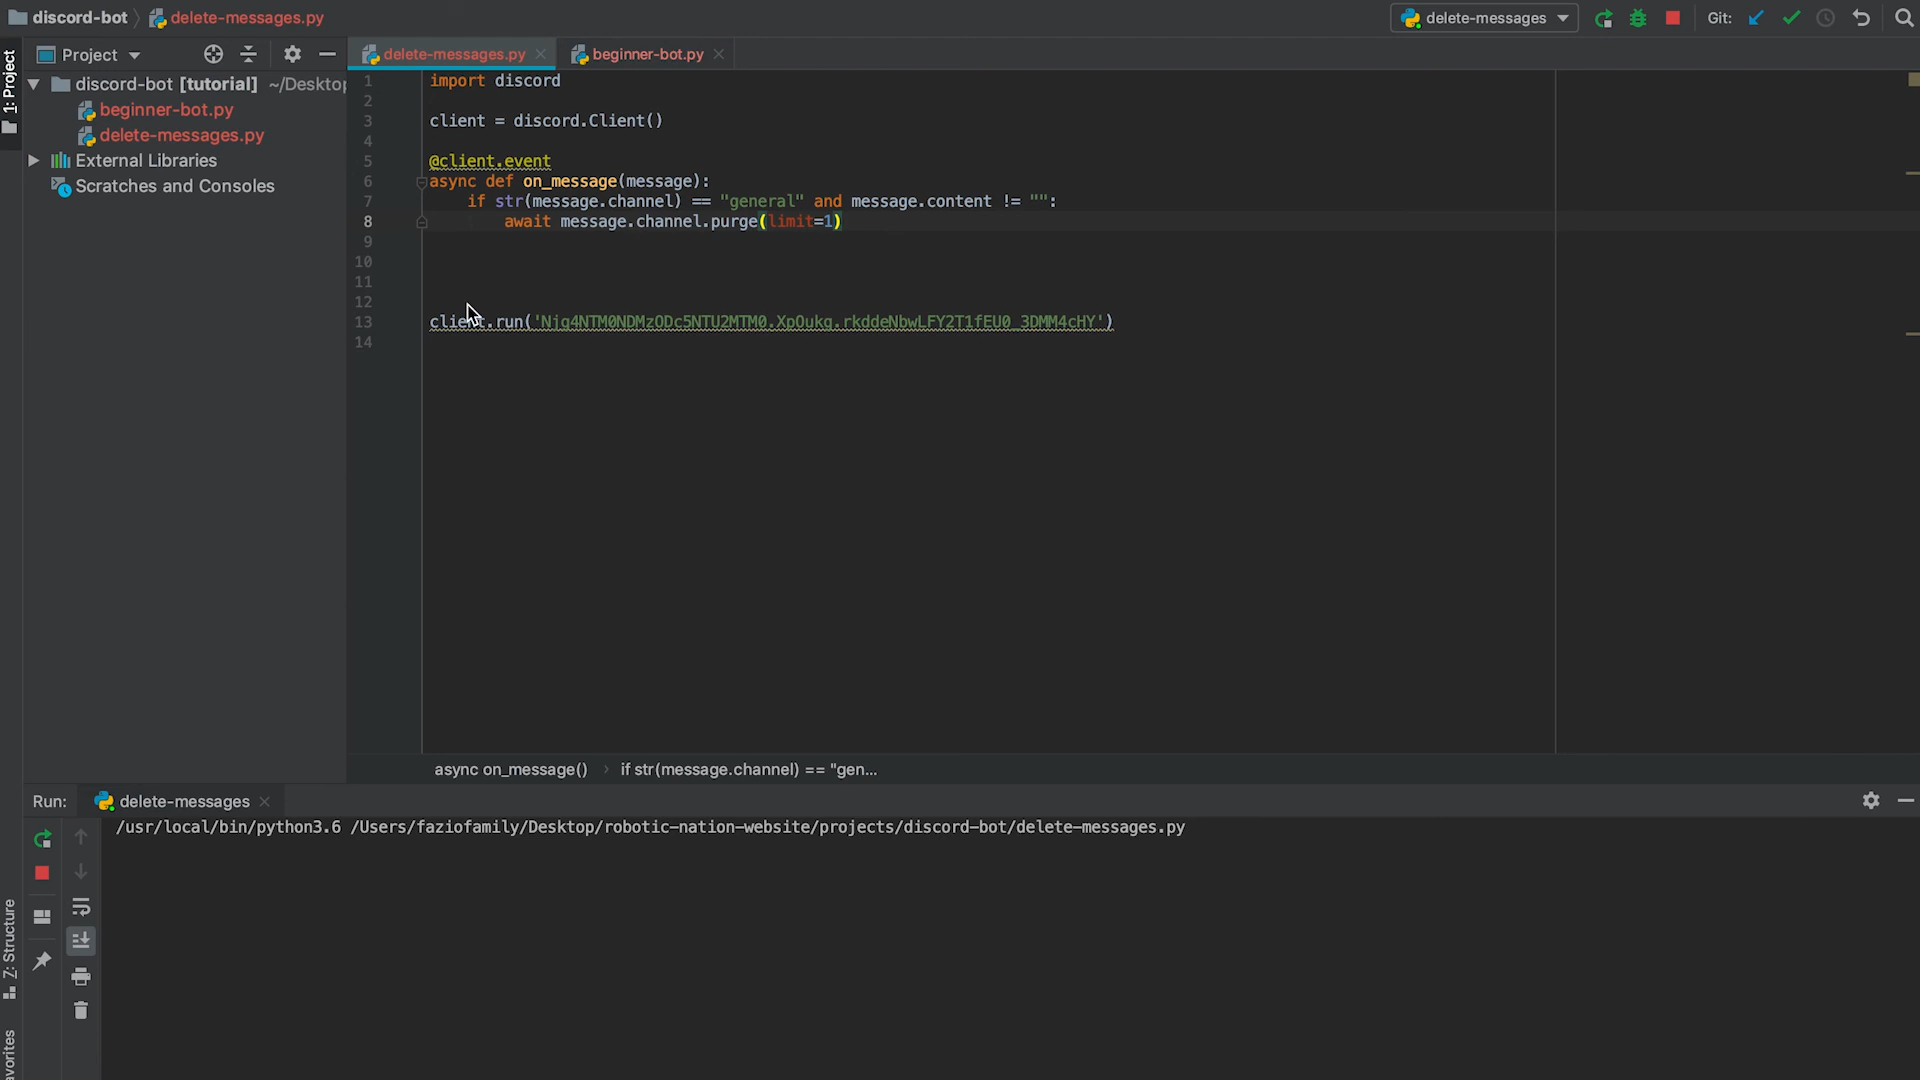 discord-bot delete-messages.py
delete-messages Git:
1: Project
Project
delete-messages.py beginner-bot.py
discord-bot [tutorial] ~/Desktop
beginner-bot.py
delete-messages.py
External Libraries
Scratches and Consoles
1 import discord
2
3 client = discord.Client()
4
5 @client.event
6 async def on_message(message):
7 if str(message.channel) == "general" and message.content != "":
8 await message.channel.purge(limit=1)
9
10
11
12
13 client.run(
14
async on_message() › if str(message.channel) == "gen...
Run: delete-messages
/usr/local/bin/python3.6 /Users/faziofamily/Desktop/robotic-nation-website/projects/discord-bot/delete-messages.py
Z: Structure
avorites